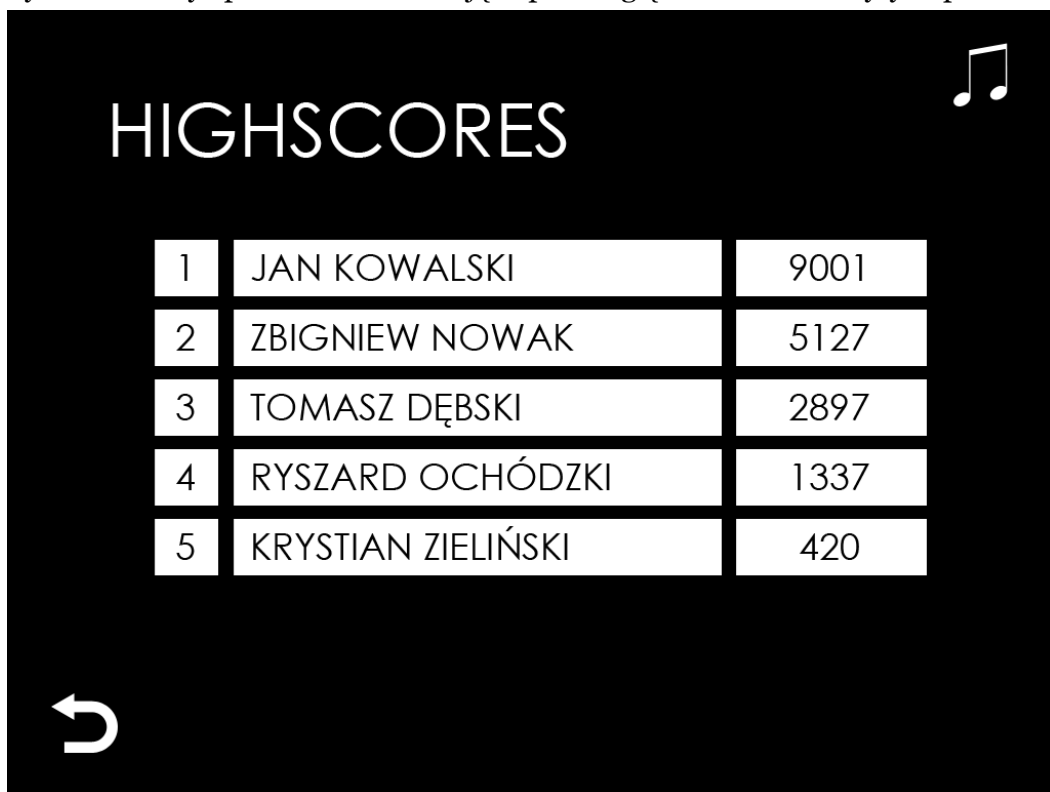 HIGHSCORES
1 JAN KOWALSKI 9001
2 ZBIGNIEW NOWAK 5127
3 TOMASZ DĘBSKI 2897
4 RYSZARD OCHÓDZKI 1337
5 KRYSTIAN ZIELIŃSKI 420